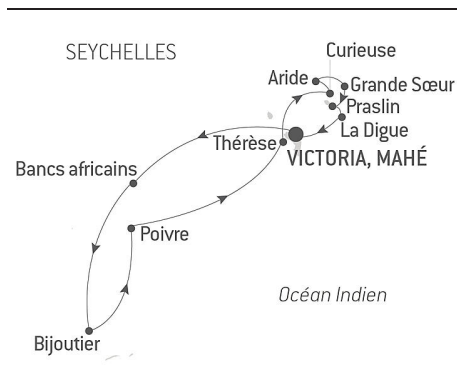 SEYCHELLES
Curieuse
Aride
Grande Sœur
Praslin
La Digue
Thérèse
VICTORIA, MAHÉ
Bancs africains
Poivre
Océan Indien
Bijoutier